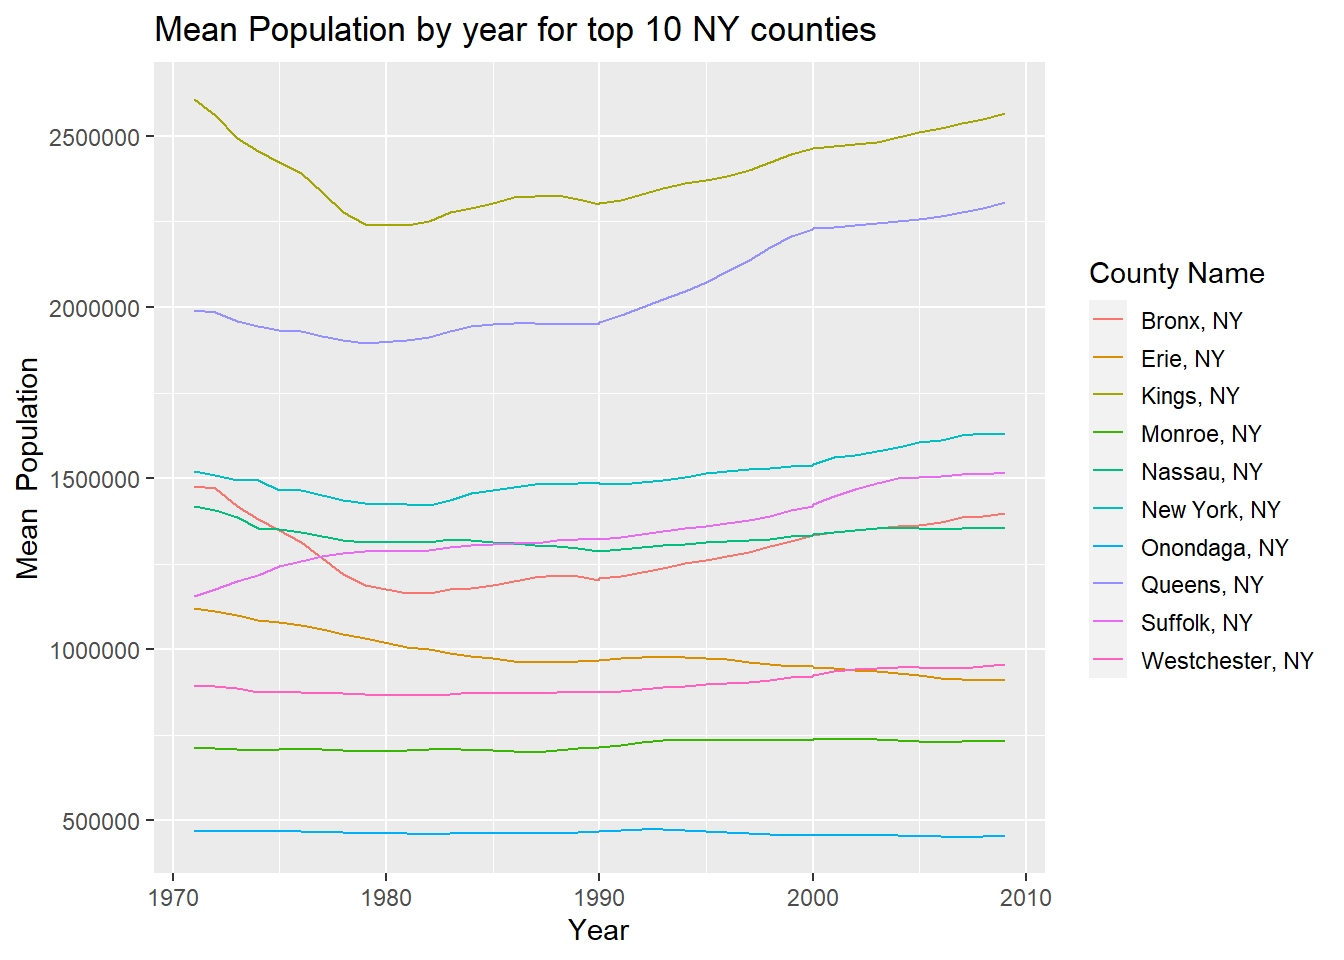 Mean Population by year for top 10 NY counties
Mean  Population
2500000
2000000
1500000
1000000
500000
1970
1980
1990
2000
2010
Year
County Name
Bronx, NY
Erie, NY
Kings, NY
Monroe, NY
Nassau, NY
New York, NY
Onondaga, NY
Queens, NY
Suffolk, NY
Westchester, NY